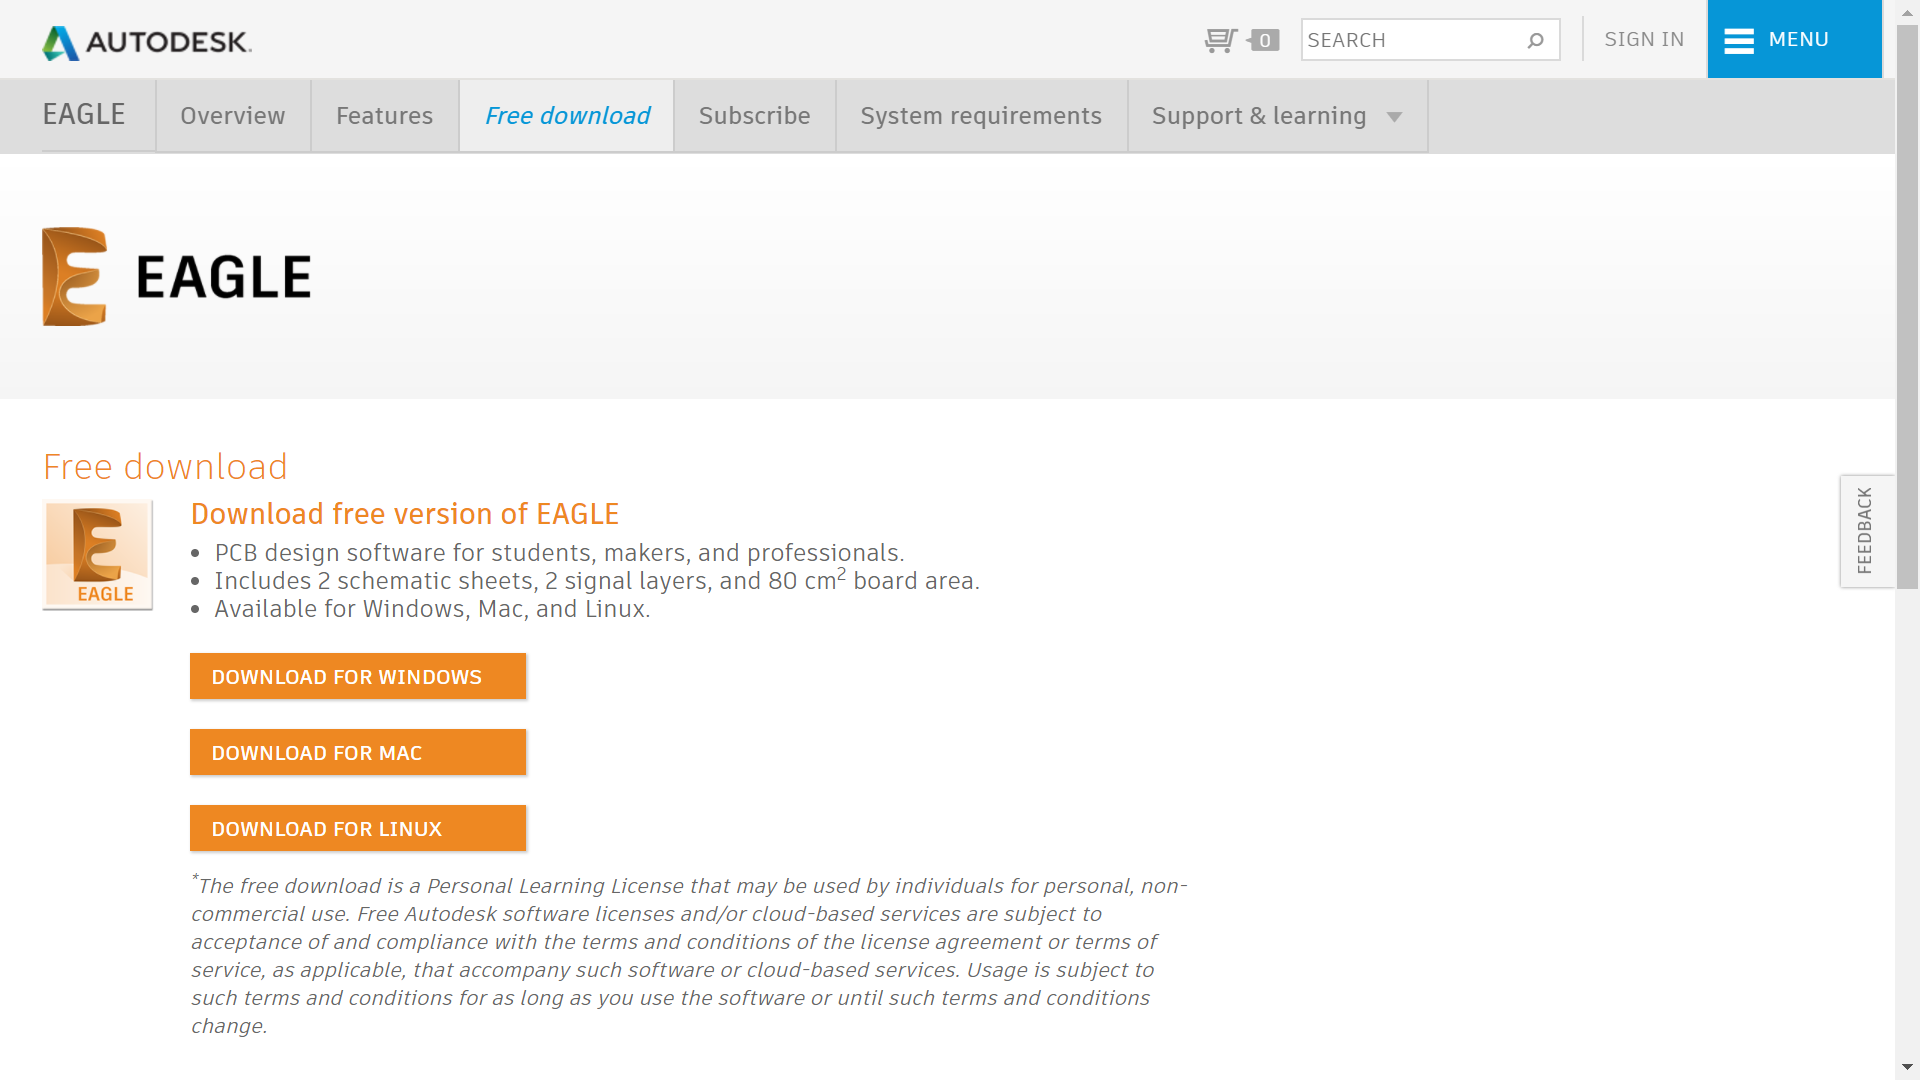 AUTODESK.
0
SEARCH
SIGN IN
MENU
EAGLE
Overview
Features
Free download
Subscribe
System requirements
Support & learning
EAGLE
Free download
EAGLE
Download free version of EAGLE
• PCB design software for students, makers, and professionals.
• Includes 2 schematic sheets, 2 signal layers, and 80 cm² board area.
• Available for Windows, Mac, and Linux.
FEEDBACK
DOWNLOAD FOR WINDOWS
DOWNLOAD FOR MAC
DOWNLOAD FOR LINUX
*The free download is a Personal Learning License that may be used by individuals for personal, non-
commercial use. Free Autodesk software licenses and/or cloud-based services are subject to
acceptance of and compliance with the terms and conditions of the license agreement or terms of
service, as applicable, that accompany such software or cloud-based services. Usage is subject to
such terms and conditions for as long as you use the software or until such terms and conditions
change.